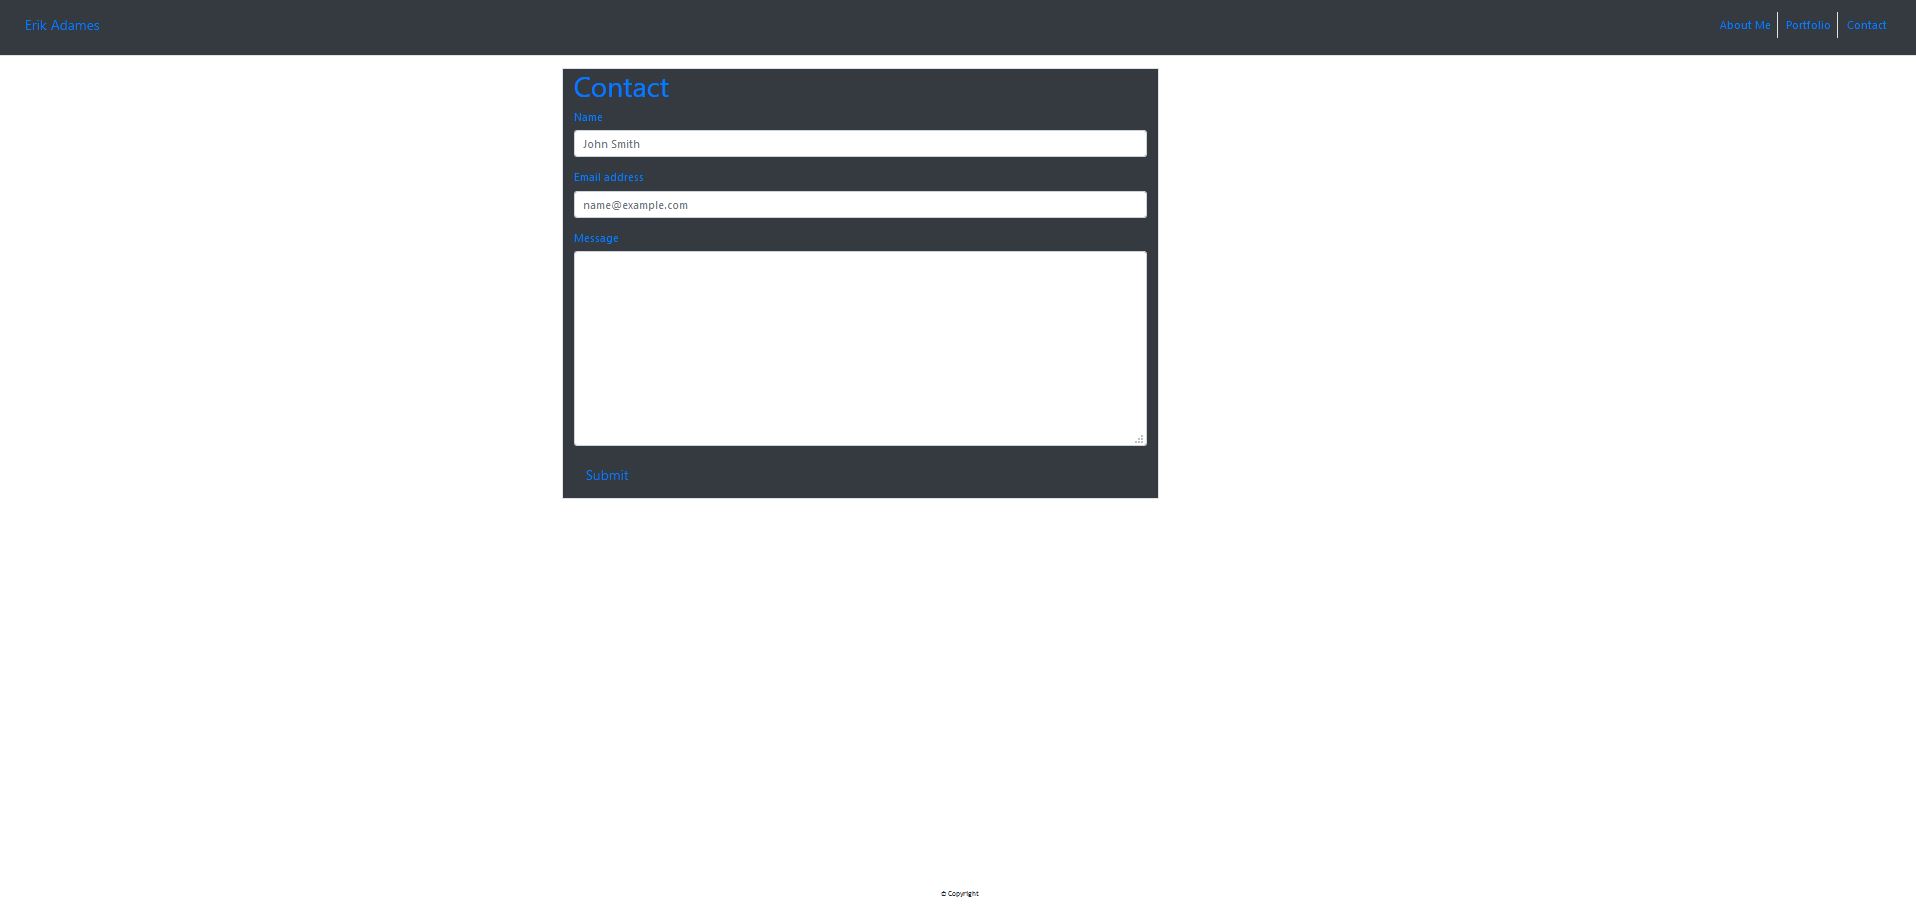 Erik Adames
About Me Portfolio Contact
Contact
Name
John Smith
Email address
name@example.com
Message
Submit
© Copyright